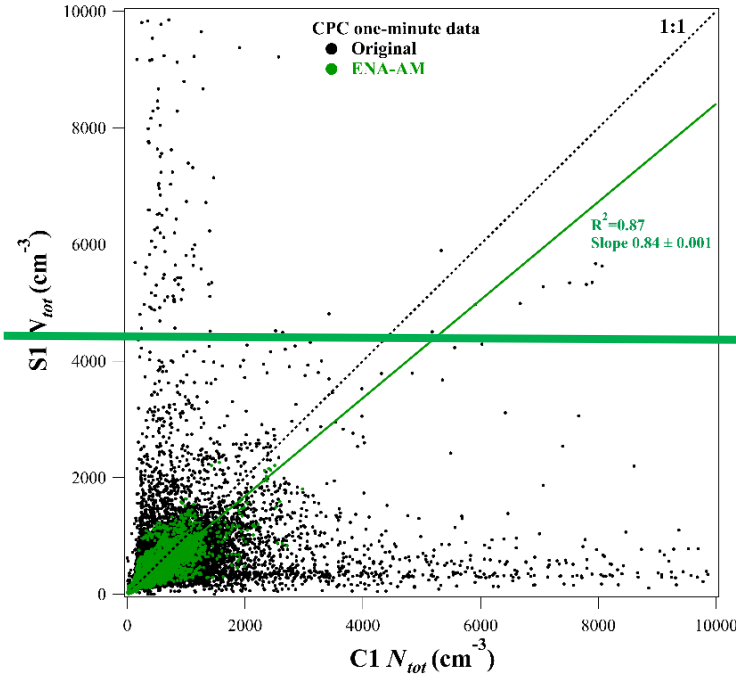 CPC one-minute data
Original
ENA-AM
1:1
R²=0.87
Slope 0.84 ± 0.001
10000
8000
6000
4000
2000
0
S1 (cm⁻³)
0 2000 4000 6000 8000 10000
C1 N_tot (cm⁻³)